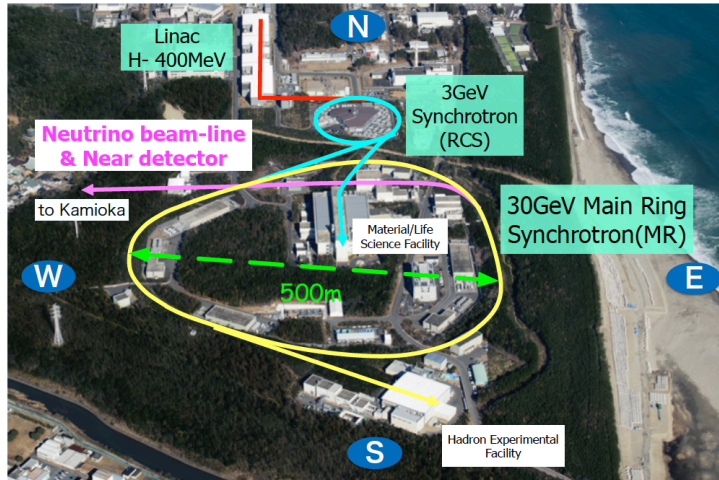 N
Linac
H- 400MeV
3GeV
Synchrotron
(RCS)
Neutrino beam-line
& Near detector
to Kamioka
Material/Life
Science Facility
30GeV Main Ring
Synchrotron(MR)
W
500m
E
S
Hadron Experimental
Facility